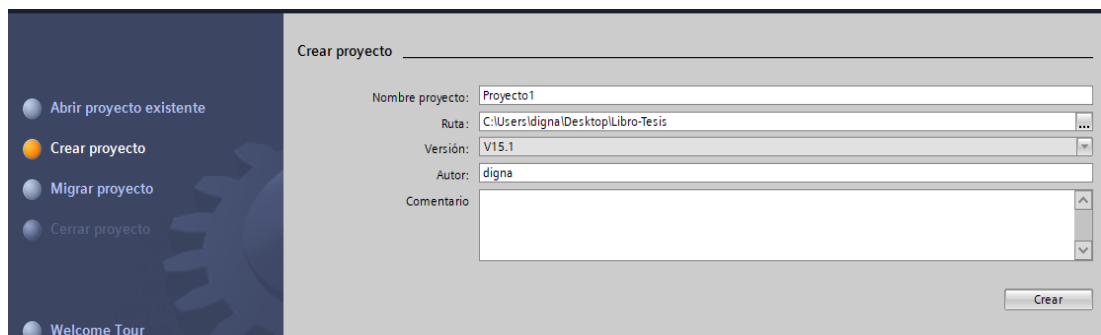 Abrir proyecto existente
Crear proyecto
Migrar proyecto
Cerrar proyecto
Welcome Tour
Crear proyecto
Nombre proyecto: Proyecto1
Ruta: C:\Users\digna\Desktop\Libro-Tesis ...
Versión: V15.1
Autor: digna
Comentario
Crear